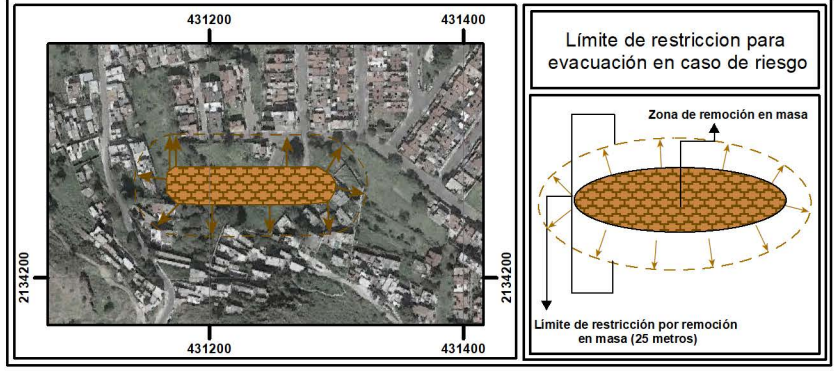 431200
431400
2134200
2134200
431200
431400
Límite de restriccion para
evacuación en caso de riesgo
Zona de remoción en masa
Límite de restricción por remoción
en masa (25 metros)